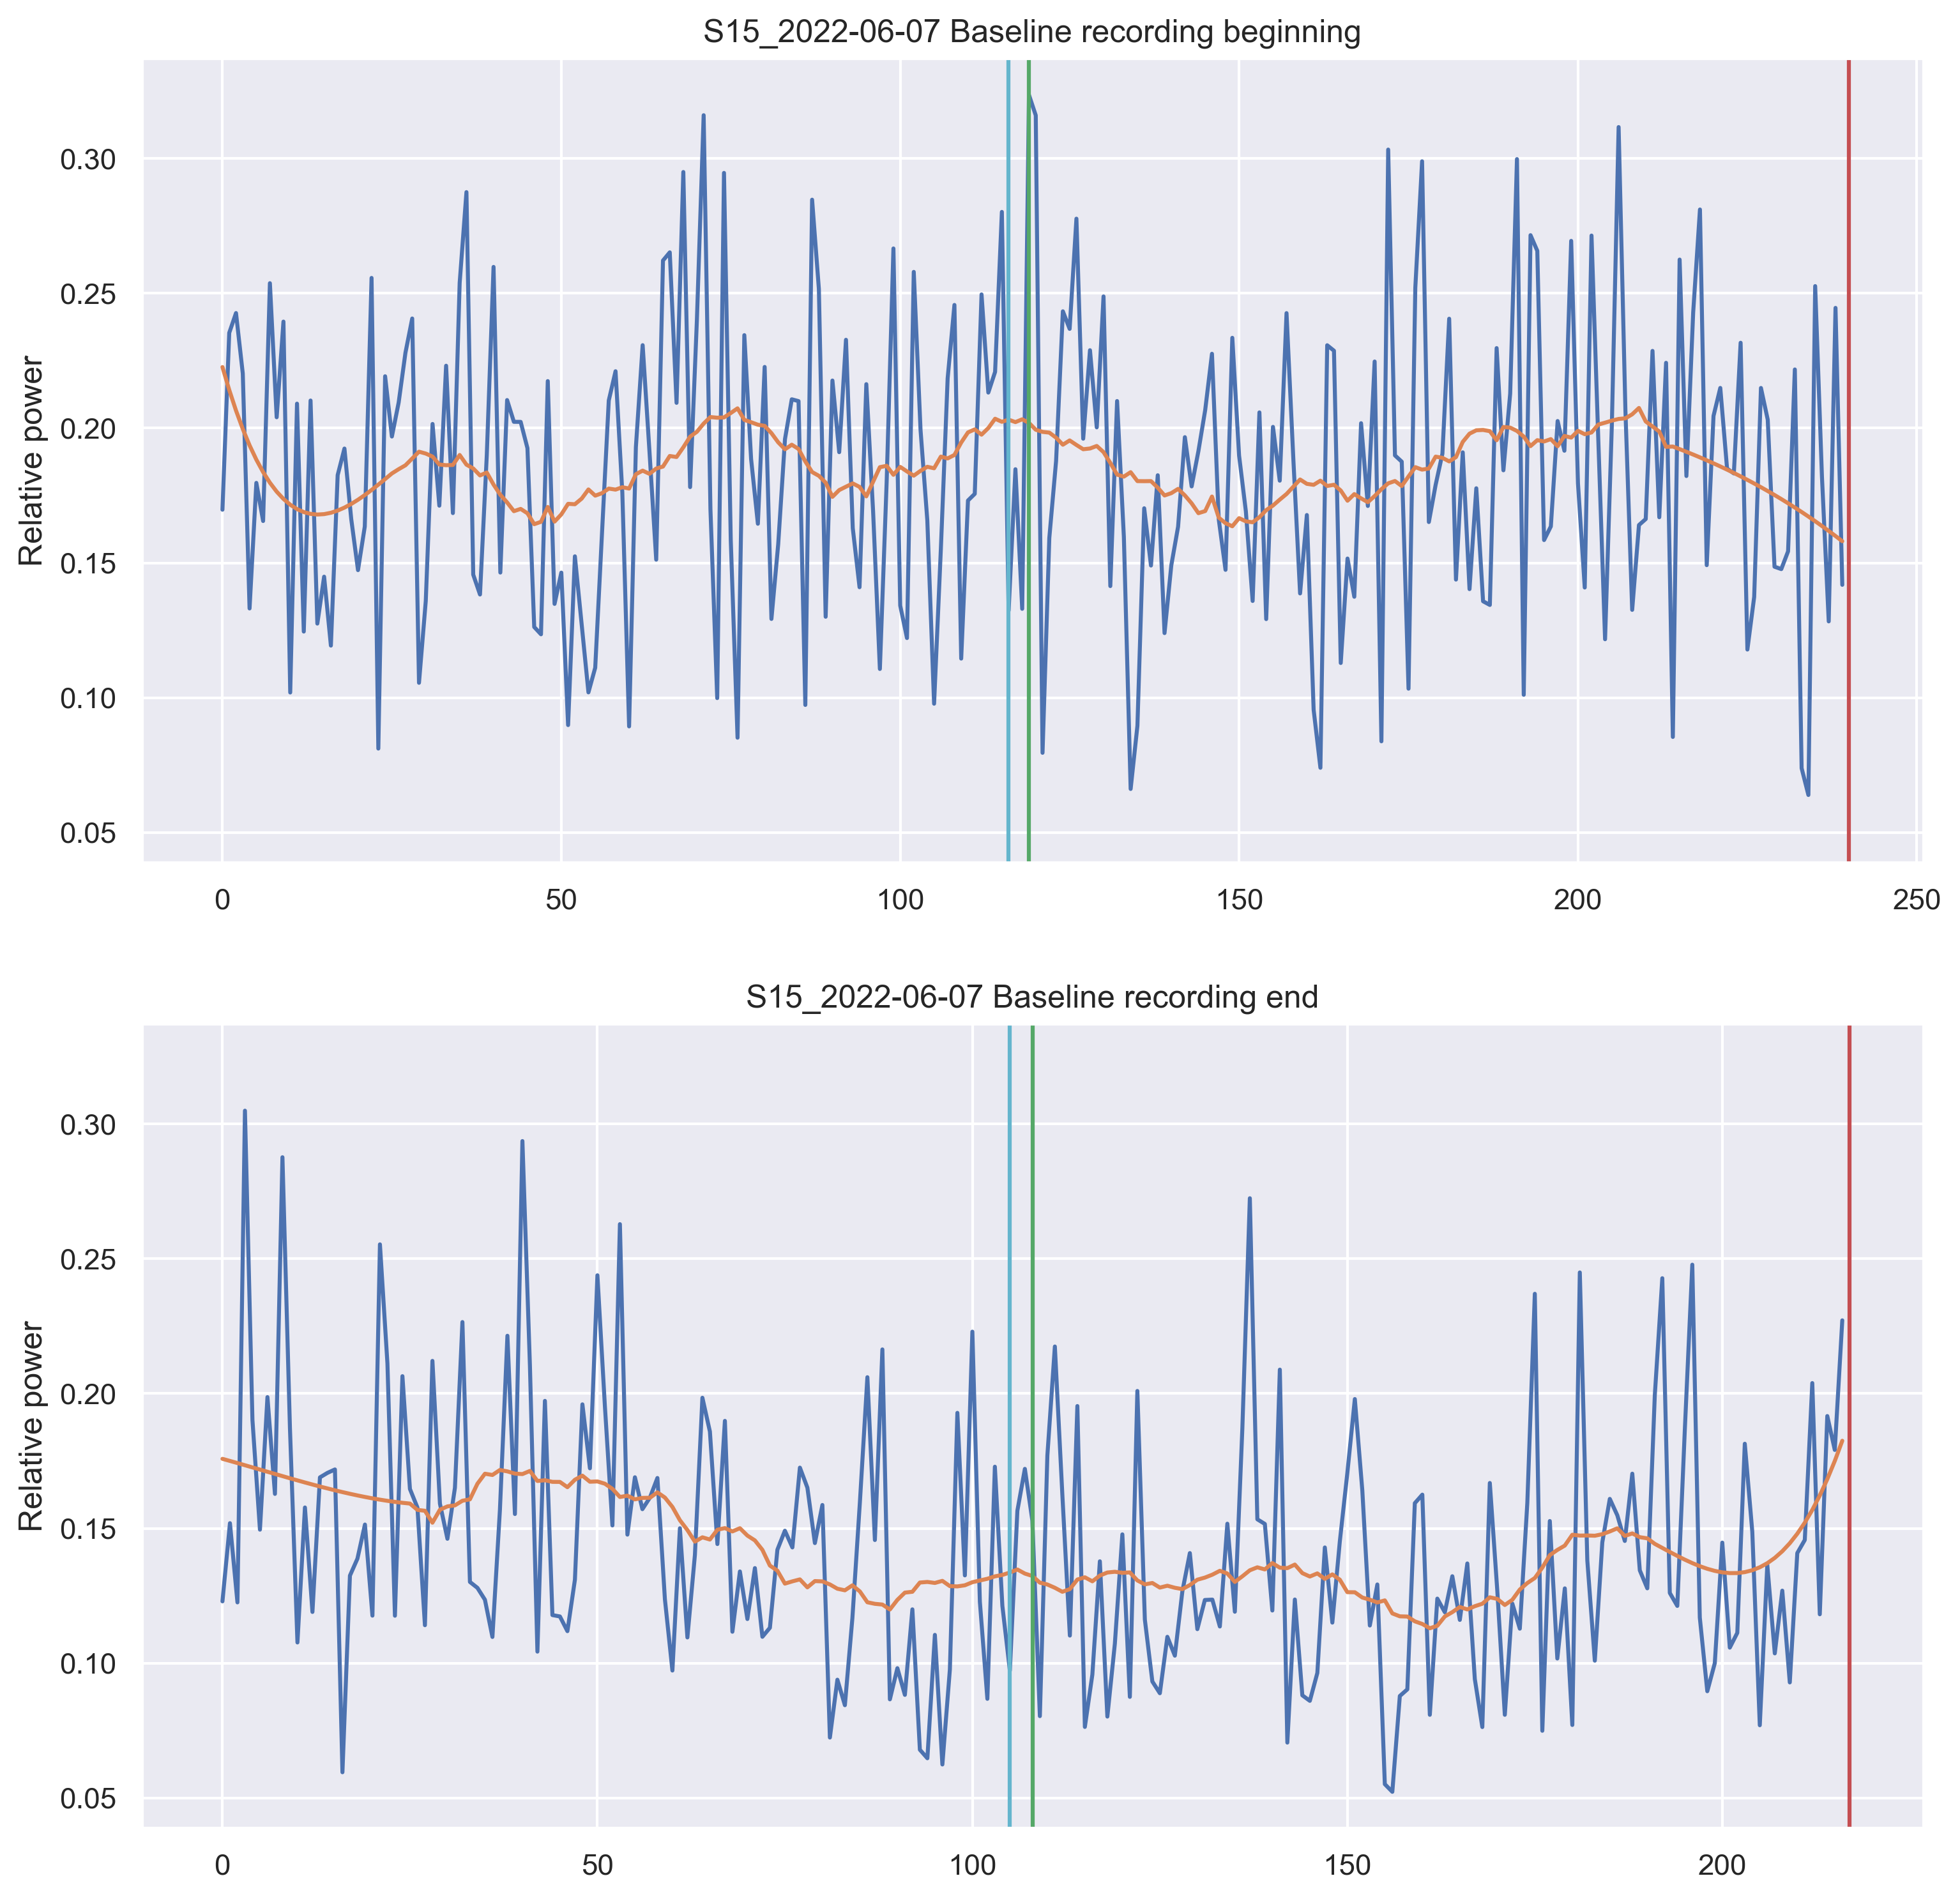 S15_2022-06-07 Baseline recording beginning
Relative power
0.30
0.25
0.20
0.15
0.10
0.05
0 50 100 150 200 250
S15_2022-06-07 Baseline recording end
Relative power
0.30
0.25
0.20
0.15
0.10
0.05
0 50 100 150 200